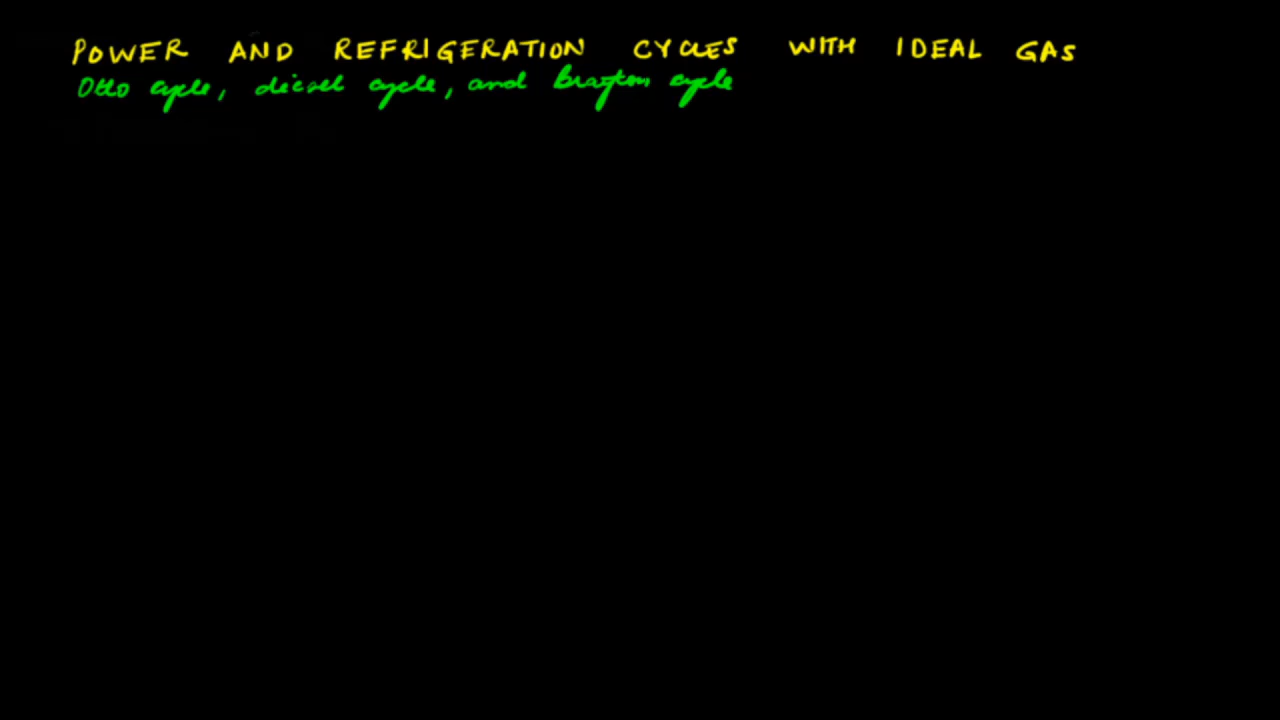 POWER AND REFRIGERATION CYCLES WITH IDEAL GAS
Otto cycle, diesel cycle, and brayton cycle